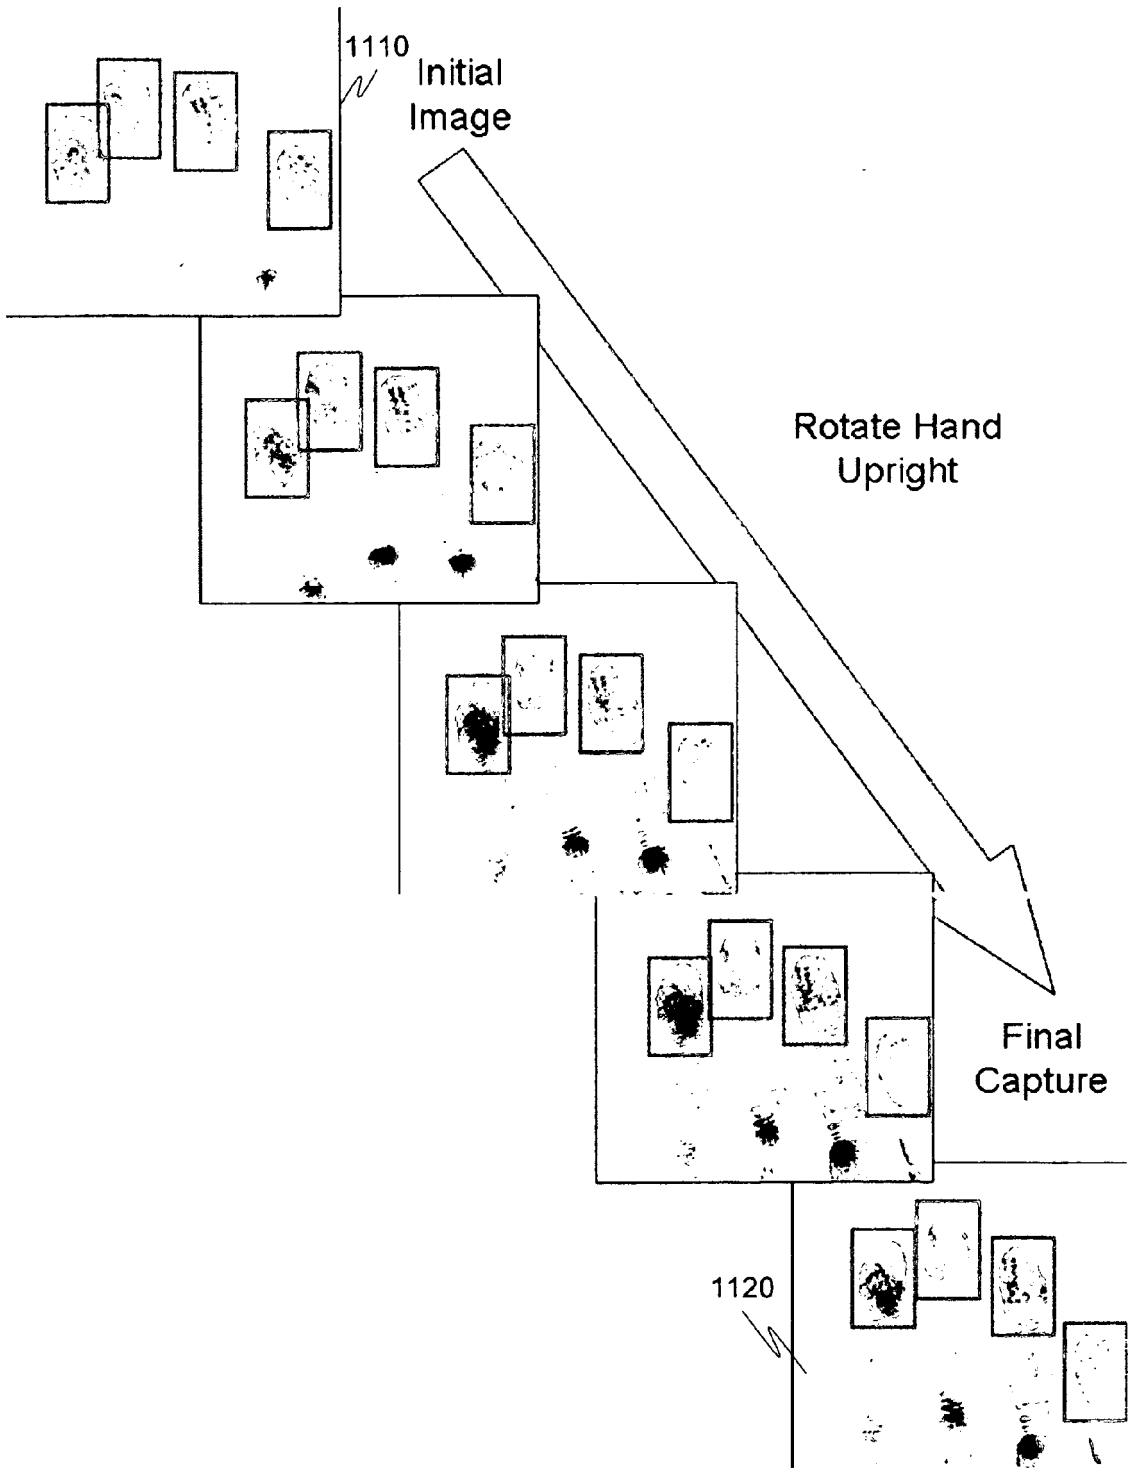 1110
Initial
Image
Rotate Hand
Upright
Final
Capture
1120